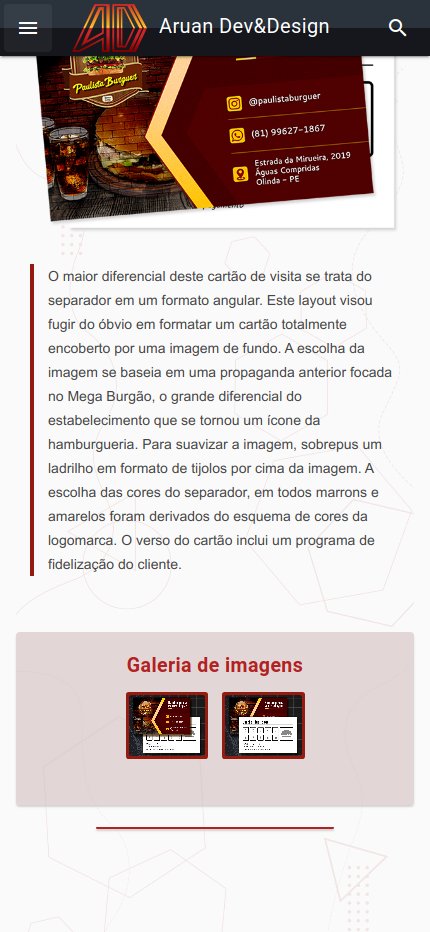 Aruan Dev&Design
Paulista Burguer
@paulistaburguer
(81) 99627-1867
Estrada da Mirueira, 2019
Águas Compridas
Olinda - PE
O maior diferencial deste cartão de visita se trata do
separador em um formato angular. Este layout visou
fugir do óbvio em formatar um cartão totalmente
encoberto por uma imagem de fundo. A escolha da
imagem se baseia em uma propaganda anterior focada
no Mega Burgão, o grande diferencial do
estabelecimento que se tornou um ícone da
hamburgueria. Para suavizar a imagem, sobrepus um
ladrilho em formato de tijolos por cima da imagem. A
escolha das cores do separador, em todos marrons e
amarelos foram derivados do esquema de cores da
logomarca. O verso do cartão inclui um programa de
fidelização do cliente.
Galeria de imagens